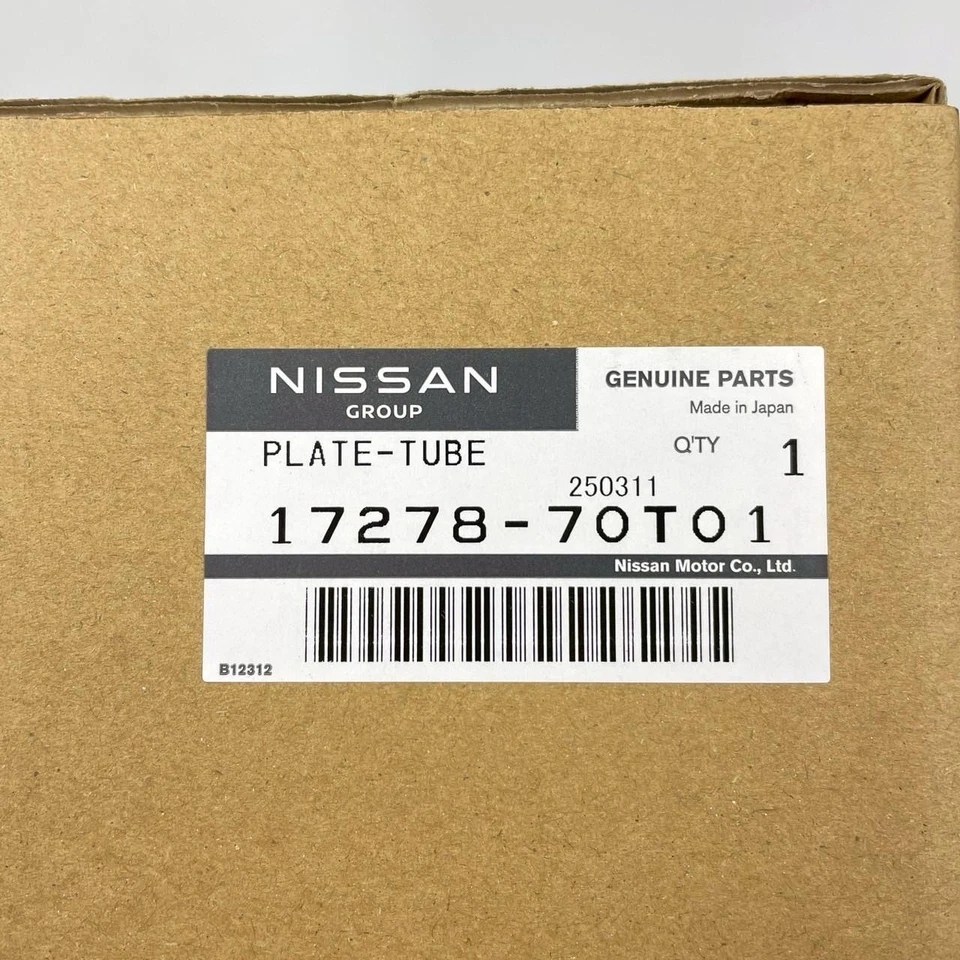 NISSAN
GROUP
GENUINE PARTS
Made in Japan
PLATE-TUBE
Q'TY 1
250311
17278-70T01
Nissan Motor Co., Ltd.
B12312